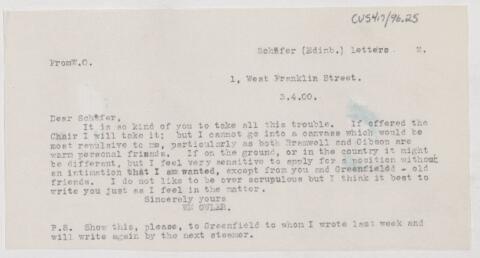 CUS417/96.25
Schäfer (Edinb.) letters. M.
FromW.O.
1, West Franklin Street.
3.4.00.
Dear Schäfer,
It is so kind of you to take all this trouble. If offered the
Chair I will take it; but I cannot go into a canvass which would be
most repulsive to me, particularly as both Bramwell and Gibson are
warm personal friends. If on the ground, or in the country it might
be different, but I feel very sensitive to apply for a position without
an intimation that I am wanted, except from you and Greenfield - old
friends. I do not like to be over scrupulous but I think it best to
write you just as I feel in the matter.
Sincerely yours
WM OSLER.
P.S. Show this, please, to Greenfield to whom I wrote last week and
will write again by the next steamer.